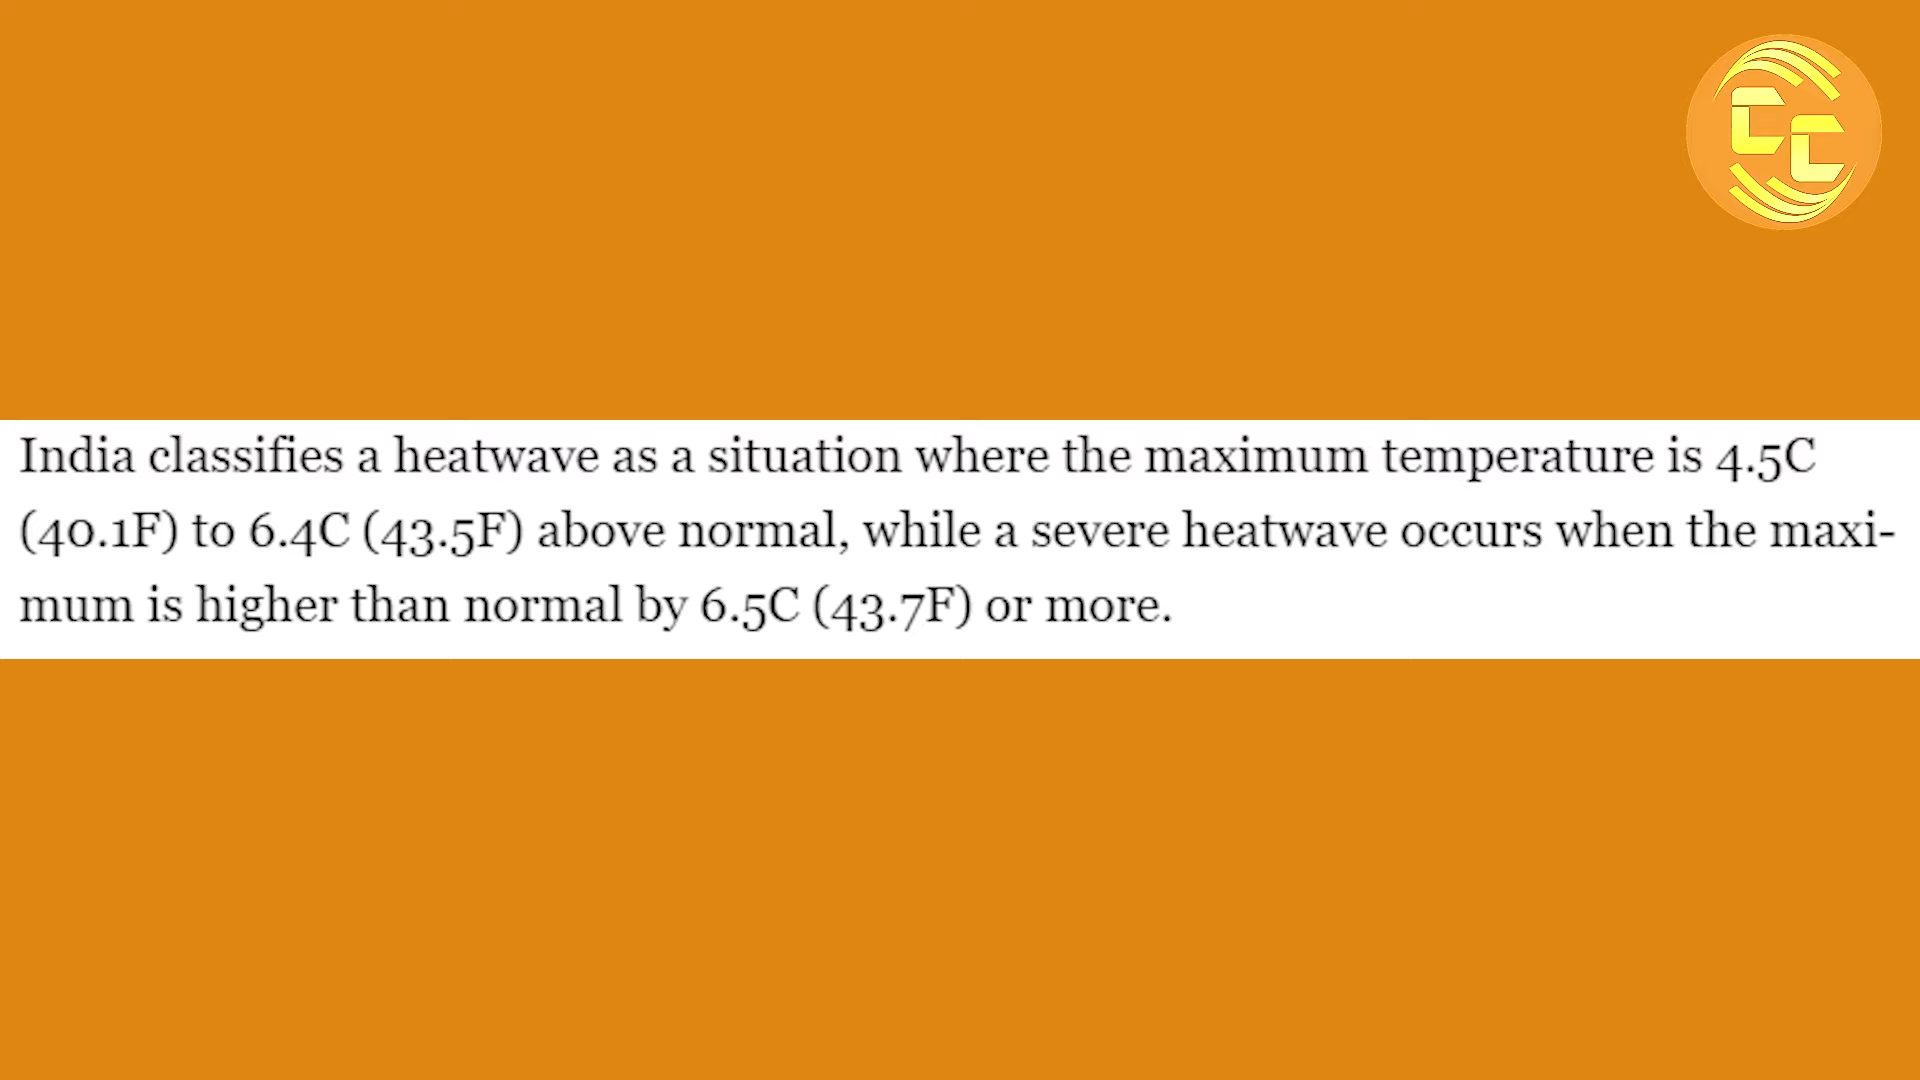 CC
India classifies a heatwave as a situation where the maximum temperature is 4.5C
(40.1F) to 6.4C (43.5F) above normal, while a severe heatwave occurs when the maxi-
mum is higher than normal by 6.5C (43.7F) or more.